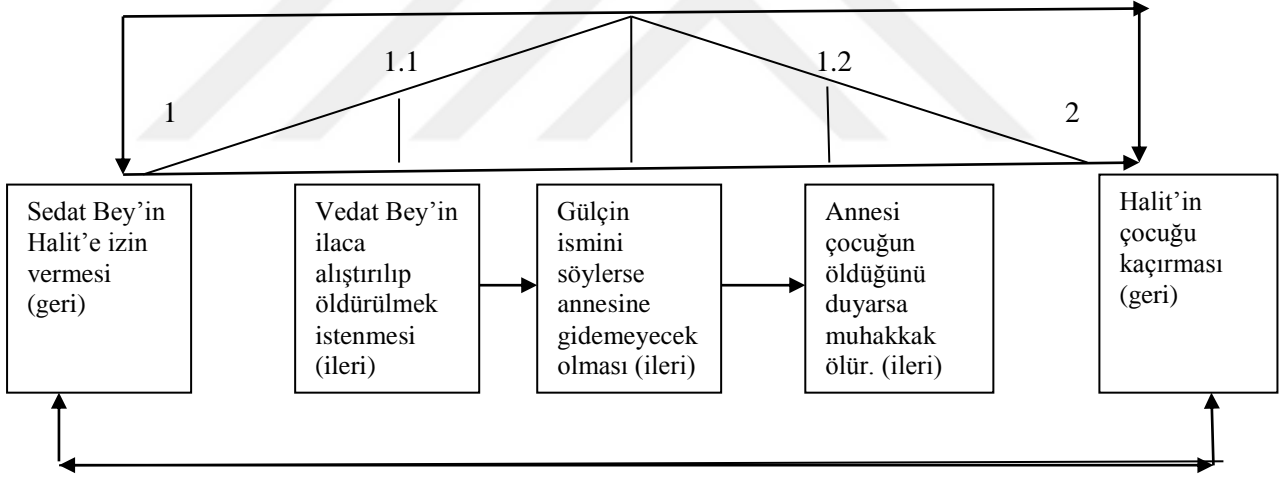 1.1
1.2
1
2
Sedat Bey’in
Halit’e izin
vermesi
(geri)
Vedat Bey’in
ilaca
alıştırılıp
öldürülmek
istenmesi
(ileri)
Gülçin
ismini
söylerse
annesine
gidemeyecek
olması (ileri)
Annesi
çocuğun
öldüğünü
duyarsa
muhakkak
ölür. (ileri)
Halit’in
çocuğu
kaçırması
(geri)